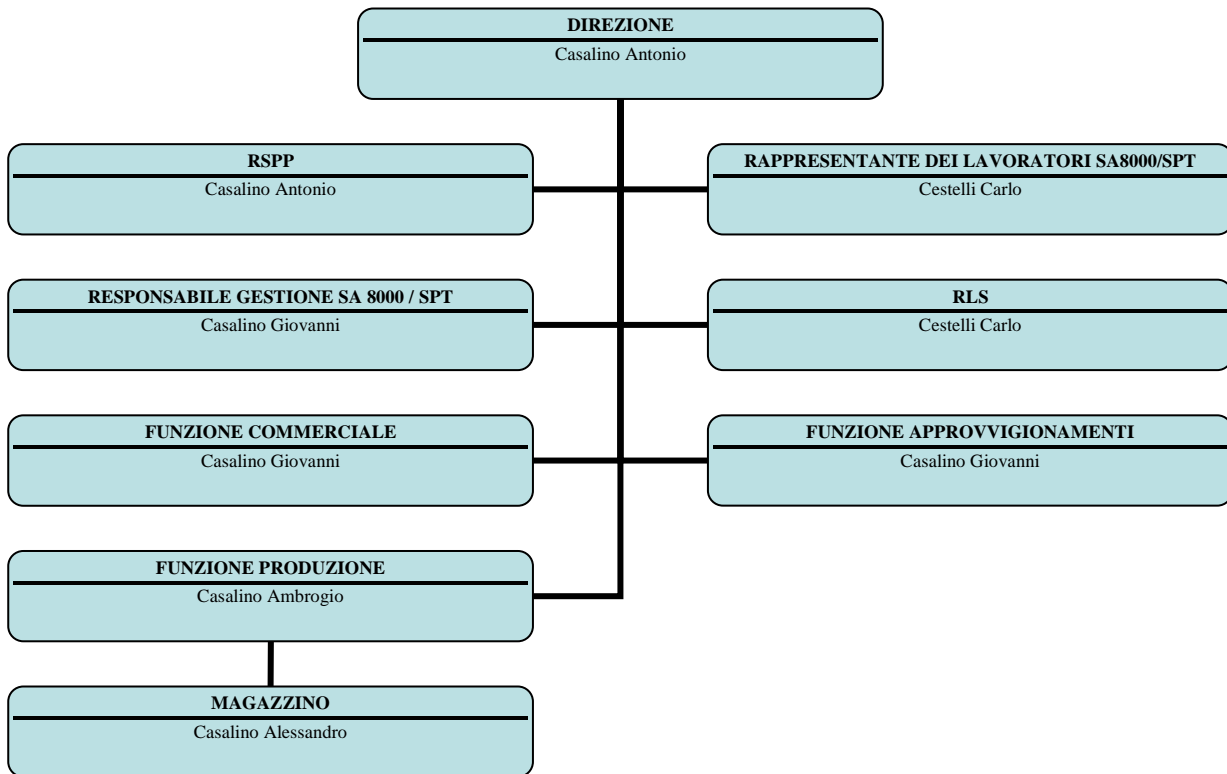 DIREZIONE
Casalino Antonio
RSPP
Casalino Antonio
RAPPRESENTANTE DEI LAVORATORI SA8000/SPT
Cestelli Carlo
RESPONSABILE GESTIONE SA 8000 / SPT
Casalino Giovanni
RLS
Cestelli Carlo
FUNZIONE COMMERCIALE
Casalino Giovanni
FUNZIONE APPROVVIGIONAMENTI
Casalino Giovanni
FUNZIONE PRODUZIONE
Casalino Ambrogio
MAGAZZINO
Casalino Alessandro